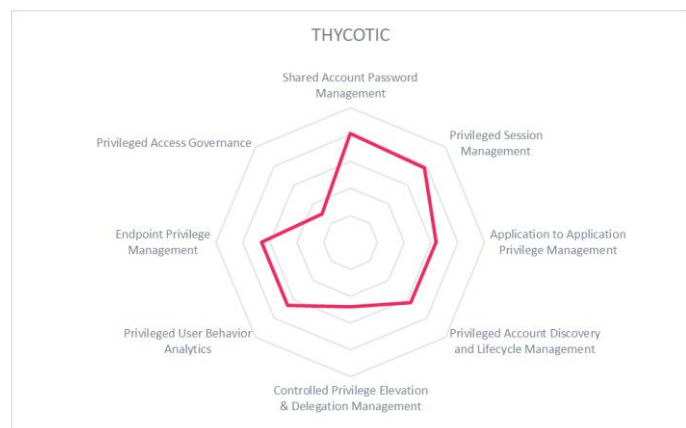 THYCOTIC
Shared Account Password
Management
Privileged Session
Management
Privileged Access Governance
Application to Application
Privilege Management
Endpoint Privilege
Management
Privileged Account Discovery
and Lifecycle Management
Privileged User Behavior
Analytics
Controlled Privilege Elevation
& Delegation Management